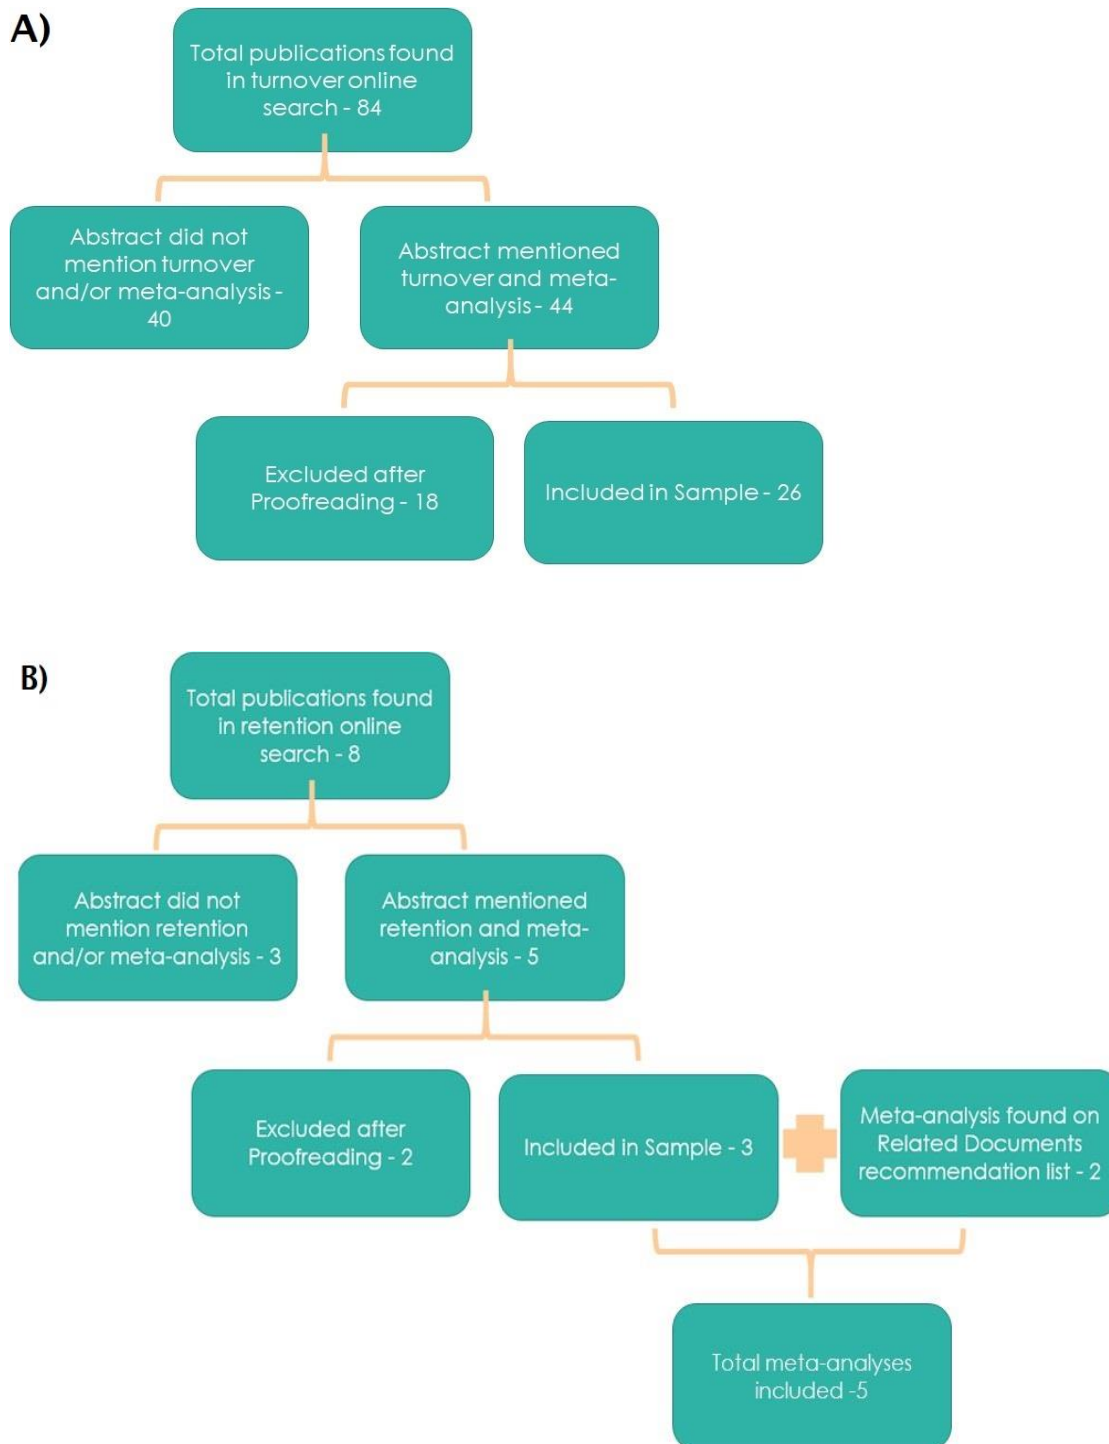 A)
Total publications found
in turnover online
search - 84
Abstract did not
mention turnover
and/or meta-analysis -
40
Abstract mentioned
turnover and meta-
analysis - 44
Excluded after
Proofreading - 18
Included in Sample - 26
B)
Total publications found
in retention online
search - 8
Abstract did not
mention retention
and/or meta-analysis - 3
Abstract mentioned
retention and meta-
analysis - 5
Excluded after
Proofreading - 2
Included in Sample - 3
Meta-analysis found on
Related Documents
recommendation list - 2
Total meta-analyses
included -5